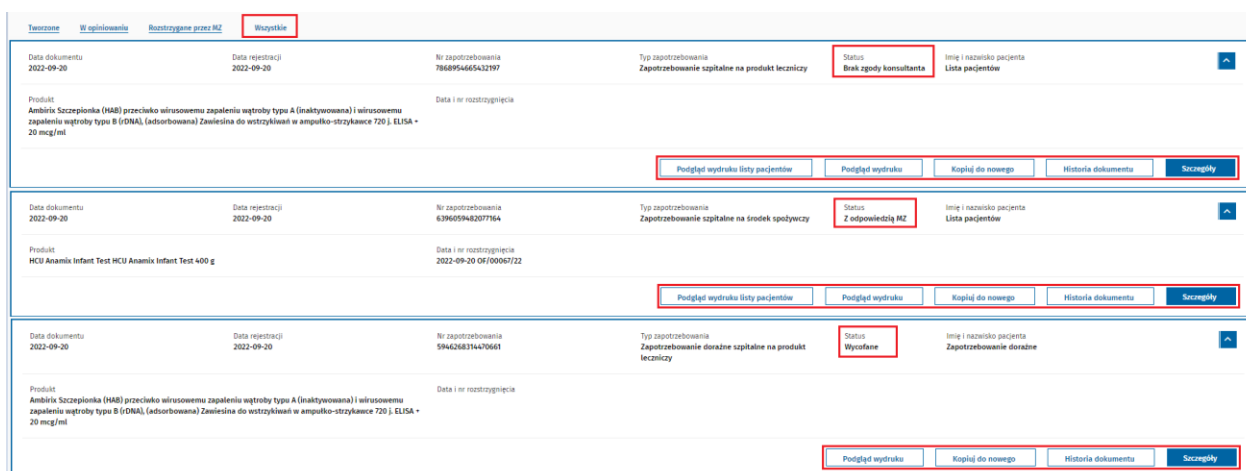 Tworzone W opiniowaniu Rozstrzygane przez MZ Wszystkie
Data dokumentu Data rejestracji Nr zapotrzebowania Typ zapotrzebowania Status Imię i nazwisko pacjenta
2022-09-20 2022-09-20 7868954665432197 Zapotrzebowanie szpitalne na produkt leczniczy Brak zgody konsultanta Lista pacjentów
Produkt Data i nr rozstrzygnięcia
Ambirix Szczepionka (HAB) przeciwko wirusowemu zapaleniu wątroby typu A (inaktywowana) i wirusowemu
zapaleniu wątroby typu B (rDNA), (adsorbowana) Zawiesina do wstrzykiwań w ampułko-strzykawce 720 j. ELISA +
20 mcg/ml
Podgląd wydruku listy pacjentów Podgląd wydruku Kopiuj do nowego Historia dokumentu Szczegóły
Data dokumentu Data rejestracji Nr zapotrzebowania Typ zapotrzebowania Status Imię i nazwisko pacjenta
2022-09-20 2022-09-20 6396059482077164 Zapotrzebowanie szpitalne na środek spożywczy Z odpowiedzią MZ Lista pacjentów
Produkt Data i nr rozstrzygnięcia
HCU Anamix Infant Test HCU Anamix Infant Test 400 g 2022-09-20 OF/00067/22
Podgląd wydruku listy pacjentów Podgląd wydruku Kopiuj do nowego Historia dokumentu Szczegóły
Data dokumentu Data rejestracji Nr zapotrzebowania Typ zapotrzebowania Status Imię i nazwisko pacjenta
2022-09-20 2022-09-20 5946268314470661 Zapotrzebowanie doraźne szpitalne na produkt Wycofane Zapotrzebowanie doraźne
leczniczy
Produkt Data i nr rozstrzygnięcia
Ambirix Szczepionka (HAB) przeciwko wirusowemu zapaleniu wątroby typu A (inaktywowana) i wirusowemu
zapaleniu wątroby typu B (rDNA), (adsorbowana) Zawiesina do wstrzykiwań w ampułko-strzykawce 720 j. ELISA +
20 mcg/ml
Podgląd wydruku Kopiuj do nowego Historia dokumentu Szczegóły